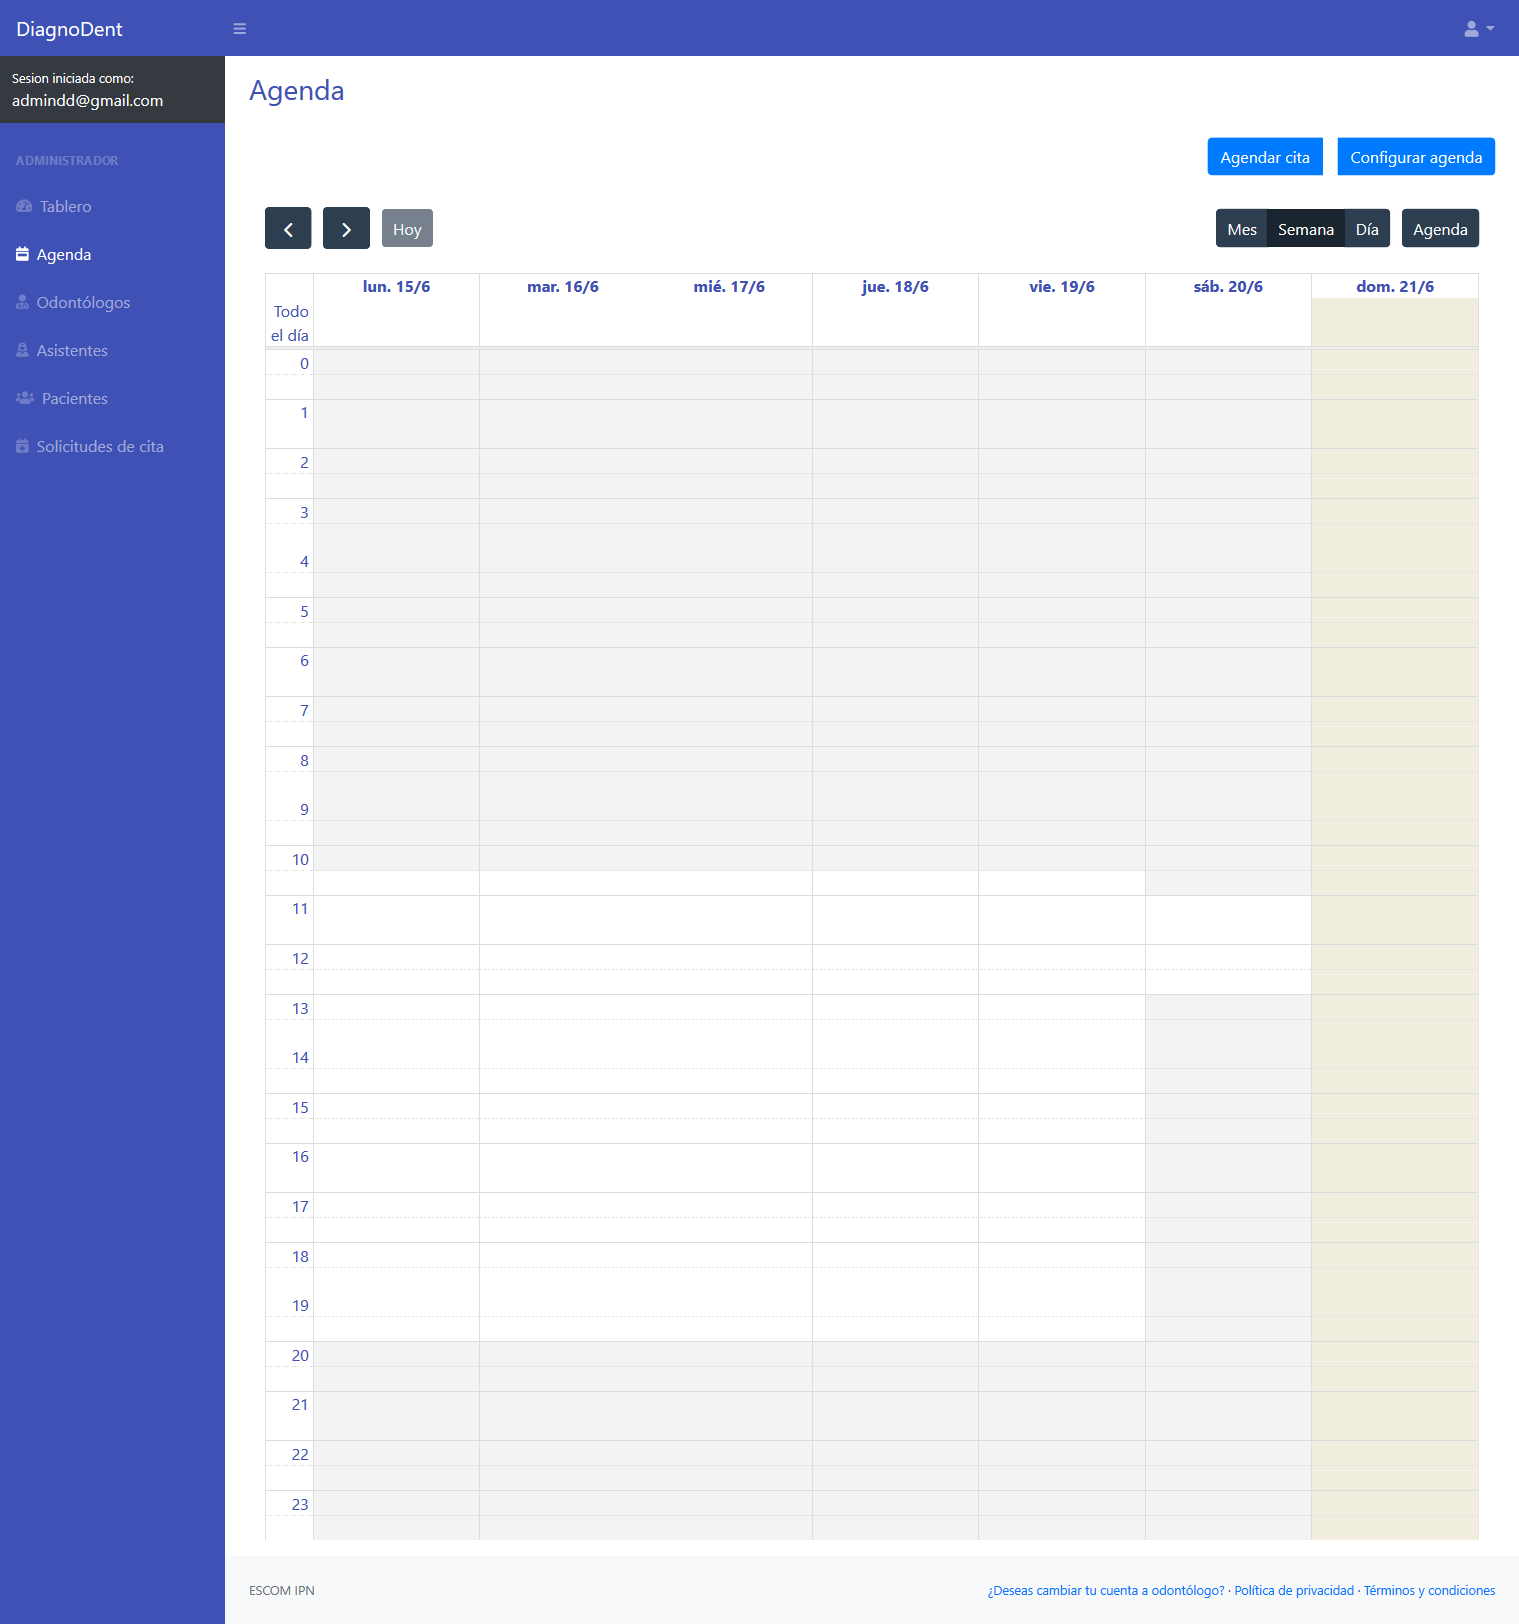 DiagnoDent
Sesion iniciada como:
admindd@gmail.com
ADMINISTRADOR
Tablero
Agenda
Odontólogos
Asistentes
Pacientes
Solicitudes de cita
Agenda
Agendar cita
Configurar agenda
Hoy
Mes
Semana
Día
Agenda
lun. 15/6
mar. 16/6
mié. 17/6
jue. 18/6
vie. 19/6
sáb. 20/6
dom. 21/6
Todo
el día
0
1
2
3
4
5
6
7
8
9
10
11
12
13
14
15
16
17
18
19
20
21
22
23
ESCOM IPN
¿Deseas cambiar tu cuenta a odontólogo? · Política de privacidad · Términos y condiciones